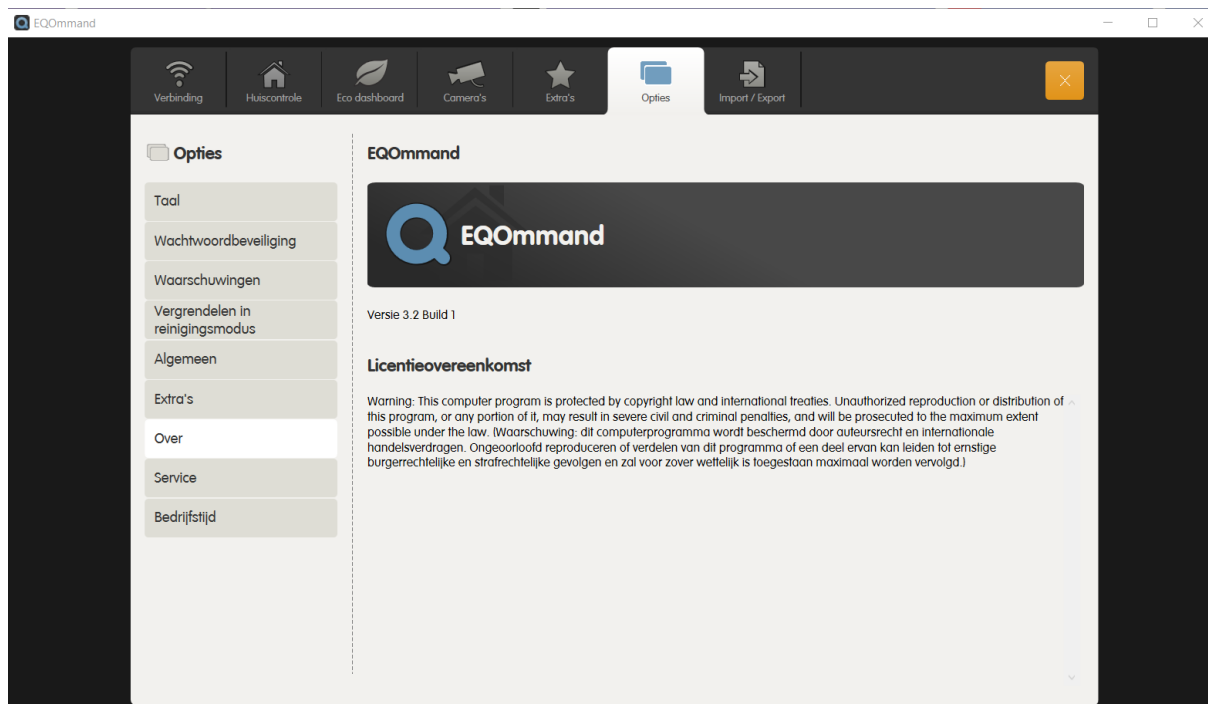 EQOmmand
Verbinding
Huiscontrole
Eco dashboard
Camera's
Extra's
Opties
Import / Export
Opties
Taal
Wachtwoordbeveiliging
Waarschuwingen
Vergrendelen in
reinigingsmodus
Algemeen
Extra's
Over
Service
Bedrijfstijd
EQOmmand
EQOmmand
Versie 3.2 Build 1
Licentieovereenkomst
Warning: This computer program is protected by copyright law and international treaties. Unauthorized reproduction or distribution of
this program, or any portion of it, may result in severe civil and criminal penalties, and will be prosecuted to the maximum extent
possible under the law. (Waarschuwing: dit computerprogramma wordt beschermd door auteursrecht en internationale
handelsverdragen. Ongeoorloofd reproduceren of verdelen van dit programma of een deel ervan kan leiden tot ernstige
burgerrechtelijke en strafrechtelijke gevolgen en zal voor zover wettelijk is toegestaan maximaal worden vervolgd.)